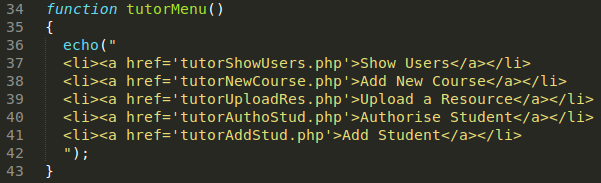 34 function tutorMenu()
35 {
36 echo("
37 <li><a href='tutorShowUsers.php'>Show Users</a></li>
38 <li><a href='tutorNewCourse.php'>Add New Course</a></li>
39 <li><a href='tutorUploadRes.php'>Upload a Resource</a></li>
40 <li><a href='tutorAuthoStud.php'>Authorise Student</a></li>
41 <li><a href='tutorAddStud.php'>Add Student</a></li>
42 ");
43 }